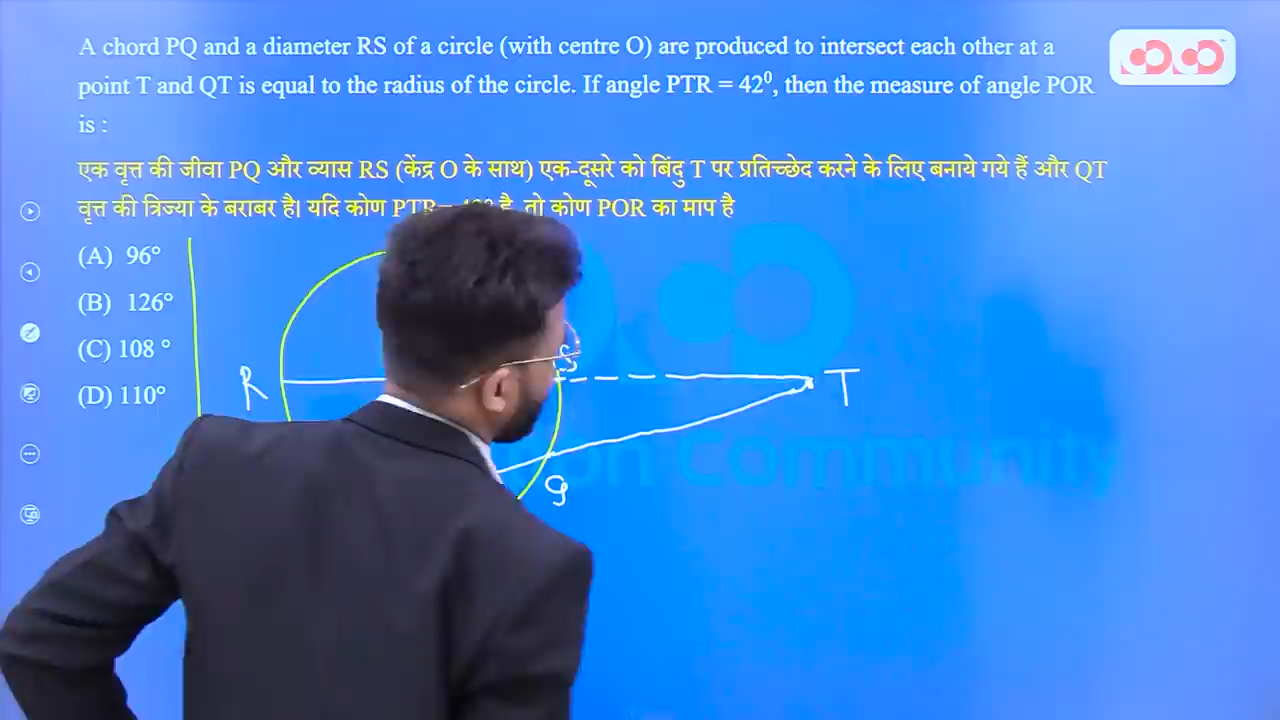 A chord PQ and a diameter RS of a circle (with centre O) are produced to intersect each other at a
point T and QT is equal to the radius of the circle. If angle PTR = 42⁰, then the measure of angle POR
is :
एक वृत्त की जीवा PQ और व्यास RS (केंद्र O के साथ) एक-दूसरे को बिंदु T पर प्रतिच्छेद करने के लिए बनाये गये हैं और QT
वृत्त की त्रिज्या के बराबर है। यदि कोण PTR= है, तो कोण POR का माप है
(A) 96°
(B) 126°
(C) 108 °
(D) 110°
R
S
T
Q
Community